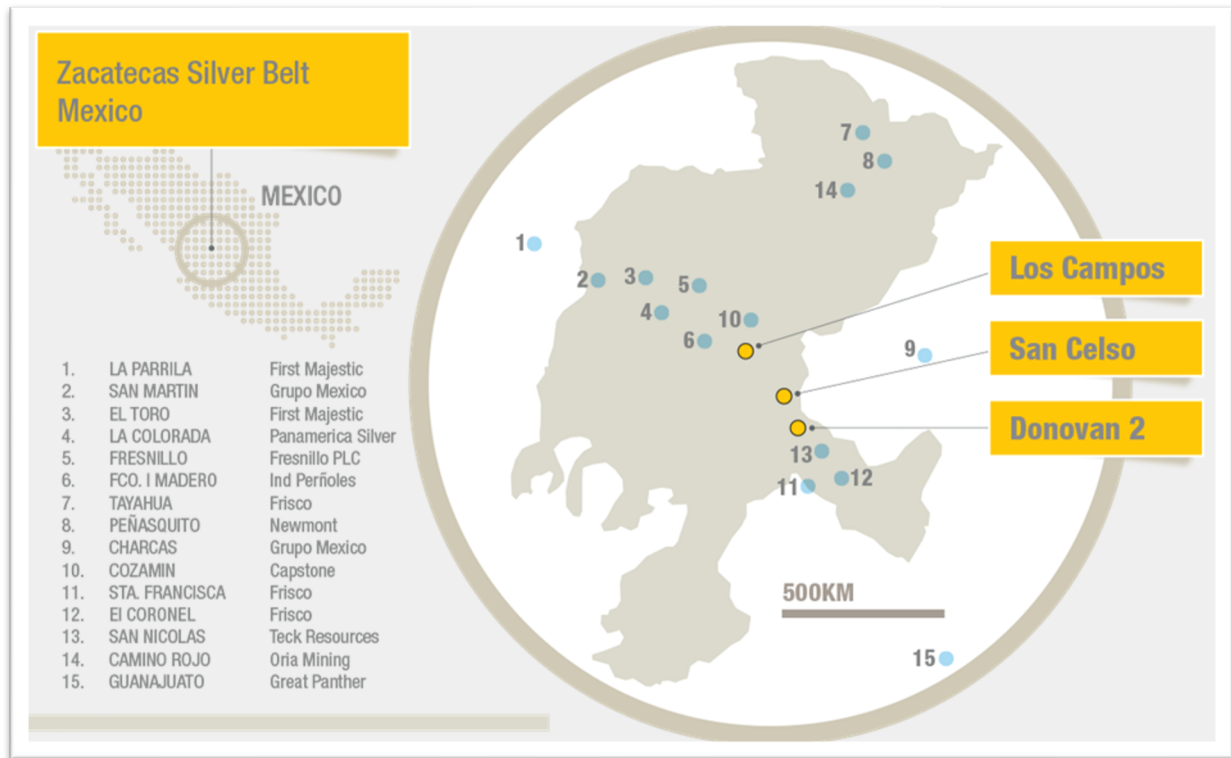 Zacatecas Silver Belt
Mexico
MEXICO
1. LA PARRILA First Majestic
2. SAN MARTIN Grupo Mexico
3. EL TORO First Majestic
4. LA COLORADA Panamerica Silver
5. FRESNILLO Fresnillo PLC
6. FCO. I MADERO Ind Perñoles
7. TAYAHUA Frisco
8. PEÑASQUITO Newmont
9. CHARCAS Grupo Mexico
10. COZAMIN Capstone
11. STA. FRANCISCA Frisco
12. El CORONEL Frisco
13. SAN NICOLAS Teck Resources
14. CAMINO ROJO Oria Mining
15. GUANAJUATO Great Panther
7
8
14
1
2
3
5
4
10
6
9
13
12
11
15
Los Campos
San Celso
Donovan 2
500KM